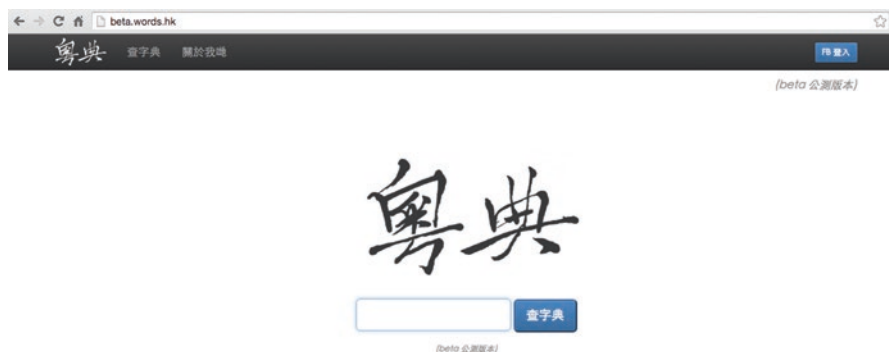 beta.words.hk
粵典 查字典 關於我哋 FB 登入
(beta 公測版本)
粵典
查字典
(beta 公測版本)